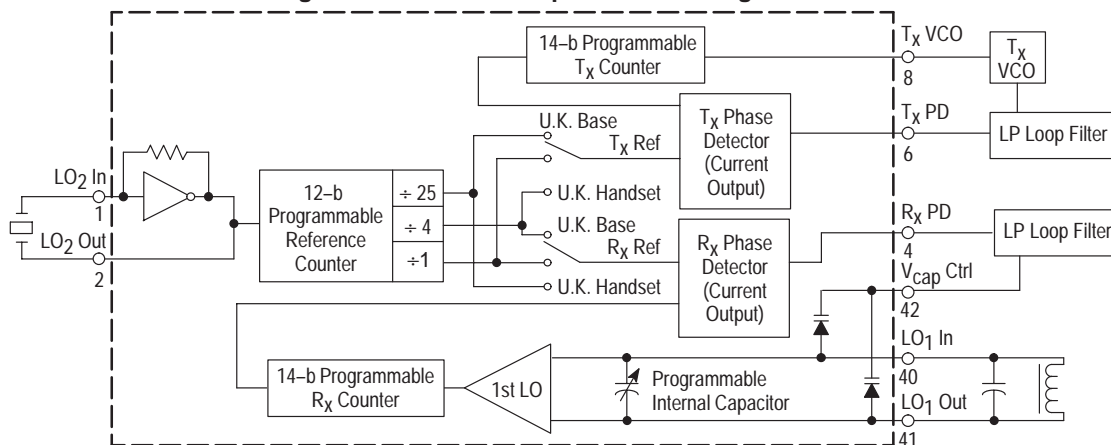 14–b Programmable
Tx Counter
Tx VCO
8
Tx
VCO
U.K. Base
Tx Ref
Tx Phase
Detector
(Current
Output)
Tx PD
6
LP Loop Filter
LO2 In
1
LO2 Out
2
12–b
Programmable
Reference
Counter
÷ 25
÷ 4
÷1
U.K. Handset
U.K. Base
Rx Ref
U.K. Handset
Rx Phase
Detector
(Current
Output)
Rx PD
4
LP Loop Filter
Vcap Ctrl
42
14–b Programmable
Rx Counter
1st LO
Programmable
Internal Capacitor
LO1 In
40
LO1 Out
41